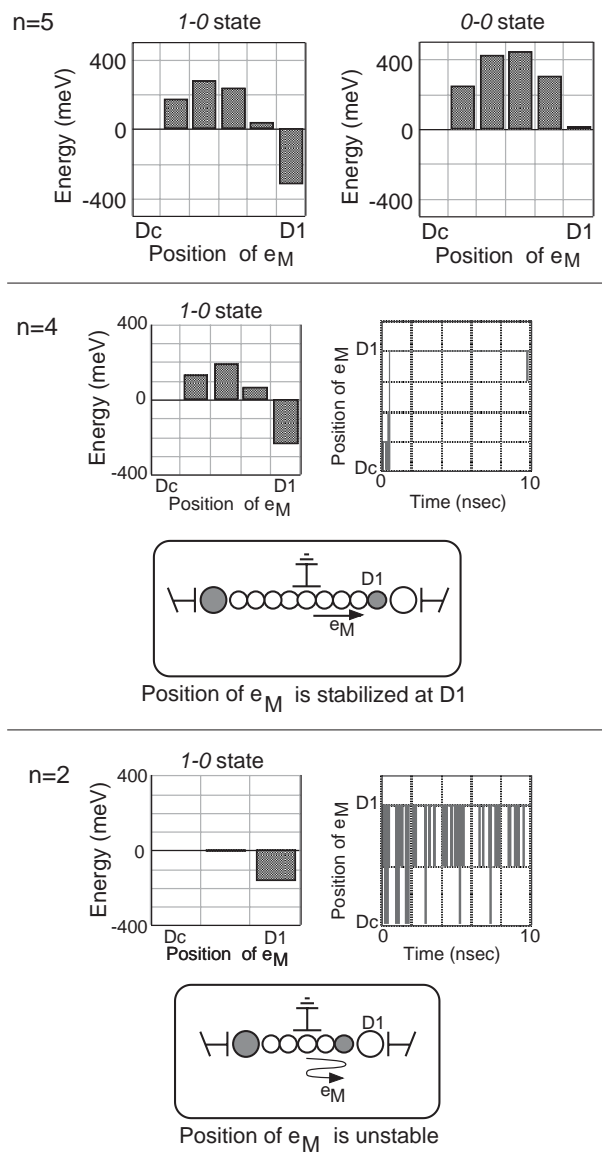 n=5
1-0 state
0-0 state
Energy (meV)
400
0
-400
Dc
D1
Position of eM
Energy (meV)
400
0
-400
Dc
D1
Position of eM
n=4
1-0 state
Energy (meV)
400
0
-400
Dc
D1
Position of eM
Position of eM
D1
Dc
10
Time (nsec)
D1
eM
Position of eM is stabilized at D1
n=2
1-0 state
Energy (meV)
400
0
-400
Dc
D1
Position of eM
Position of eM
D1
Dc
0
10
Time (nsec)
D1
eM
Position of eM is unstable